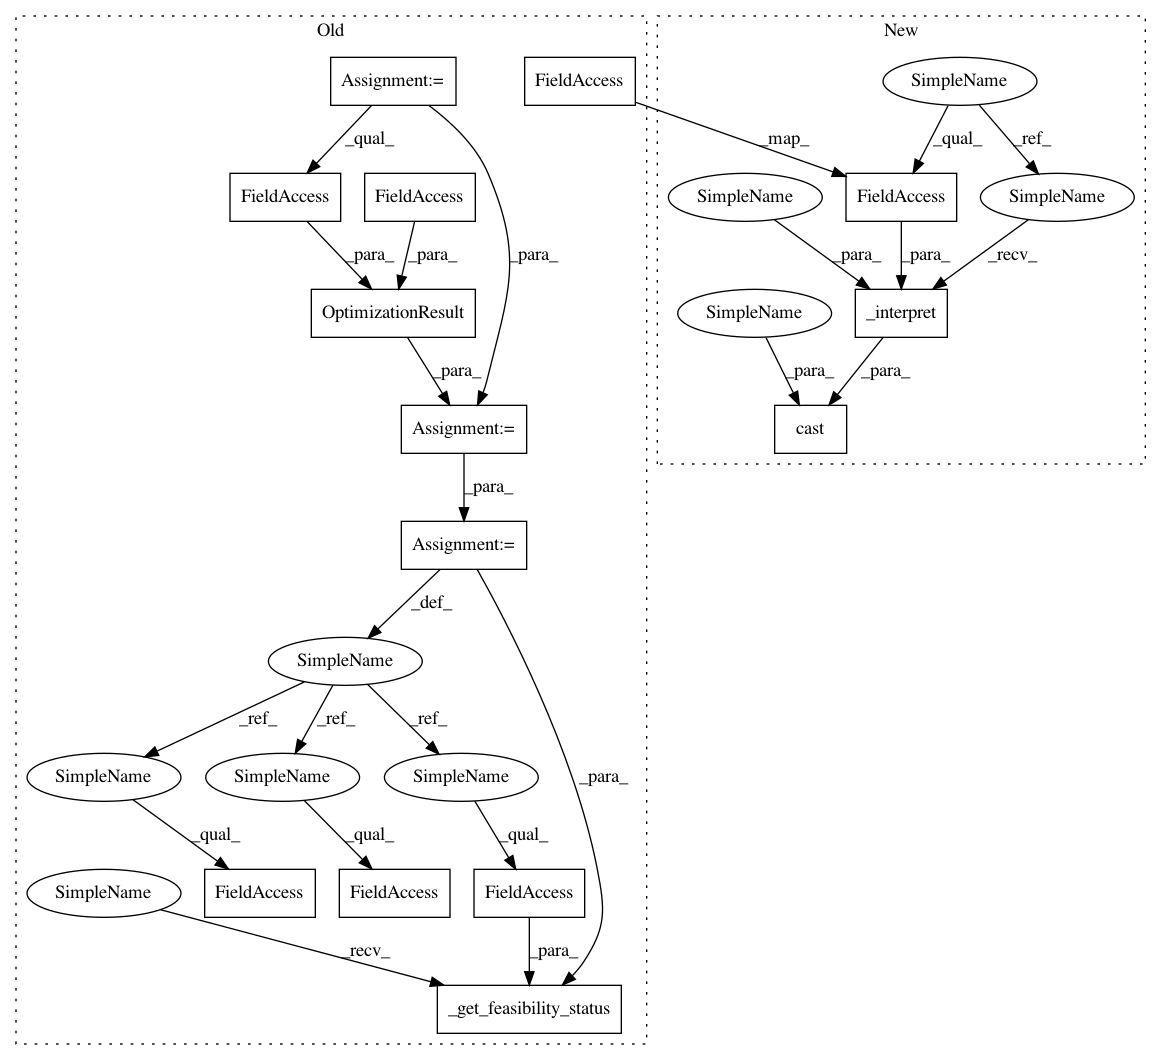 Old
New
Assignment:=
FieldAccess
SimpleName
_qual_
_map_
_qual_
_ref_
FieldAccess
FieldAccess
SimpleName
FieldAccess
SimpleName
_para_
_para_
_para_
_para_
_para_
_recv_
OptimizationResult
SimpleName
_interpret
_para_
_para_
_para_
Assignment:=
cast
_para_
Assignment:=
_def_
SimpleName
_ref_
_ref_
_ref_
SimpleName
SimpleName
SimpleName
_para_
_qual_
_qual_
_qual_
SimpleName
FieldAccess
FieldAccess
FieldAccess
_recv_
_para_
_get_feasibility_status